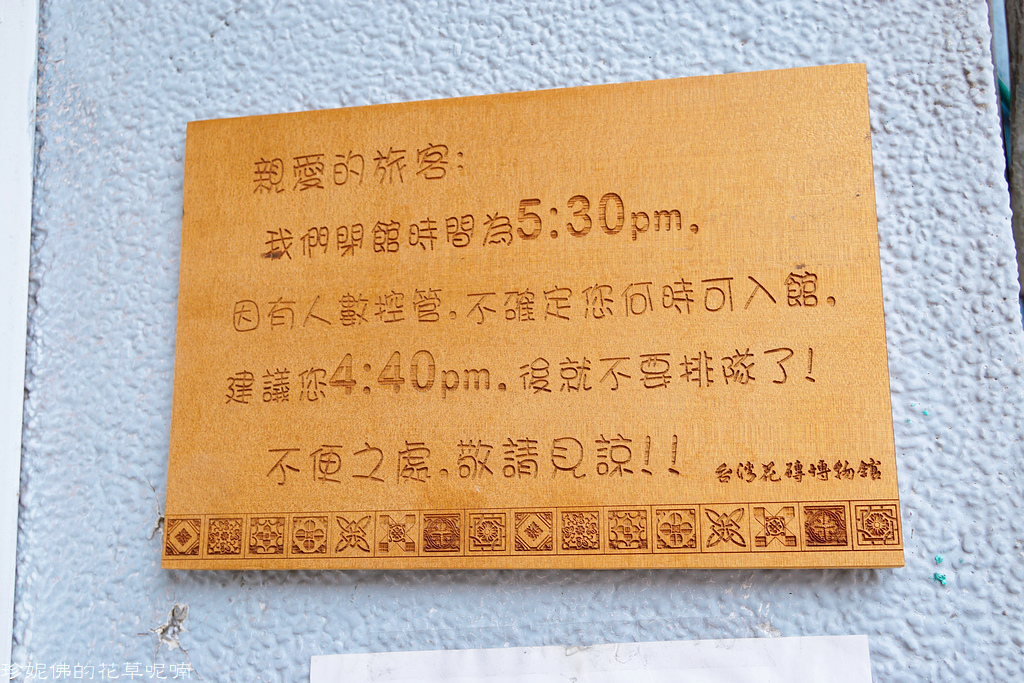 親愛的旅客:
我們閉館時間為5:30pm,
因有人數控管,不確定您何時可入館,
建議您4:40pm,後就不要排隊了!
不便之處,敬請見諒!!
台灣花磚博物館
珍妮佛的花草呢喃